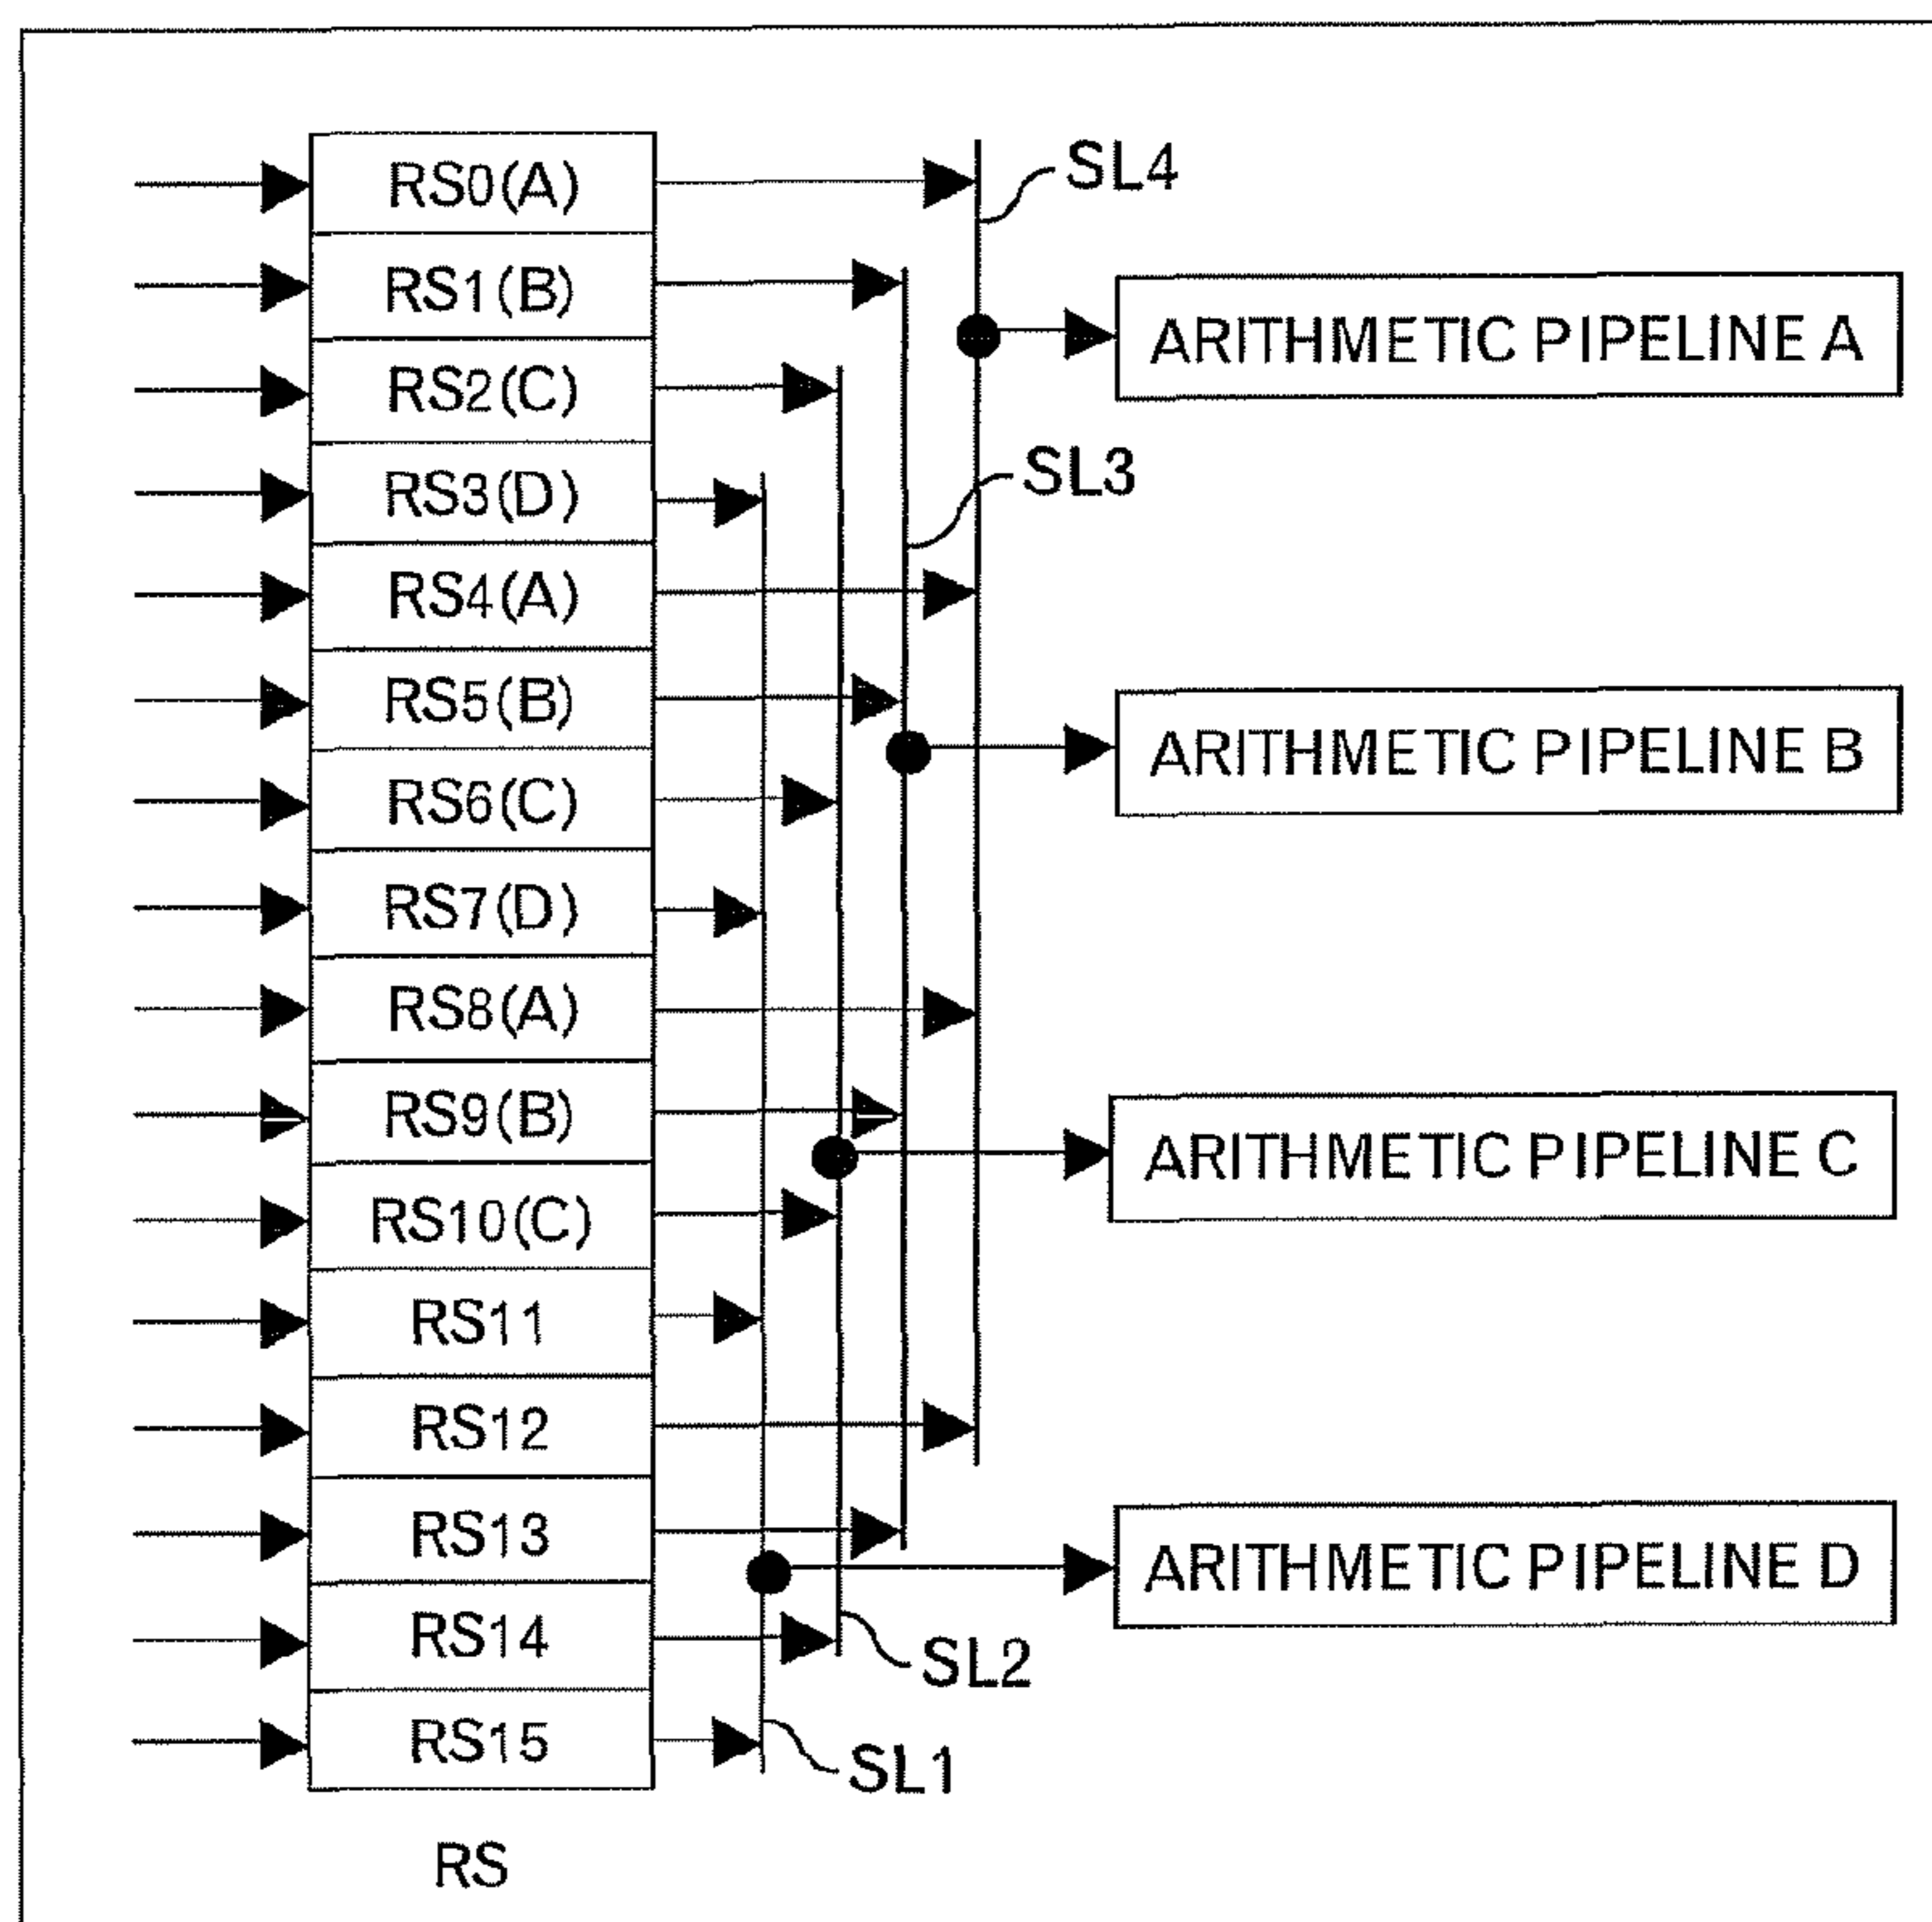 RS0(A)
SL4
RS1(B)
ARITHMETIC PIPELINE A
RS2(C)
RS3(D)
SL3
RS4(A)
RS5(B)
ARITHMETIC PIPELINE B
RS6(C)
RS7(D)
RS8(A)
RS9(B)
ARITHMETIC PIPELINE C
RS10(C)
RS11
RS12
RS13
ARITHMETIC PIPELINE D
RS14
SL2
RS15
SL1
RS